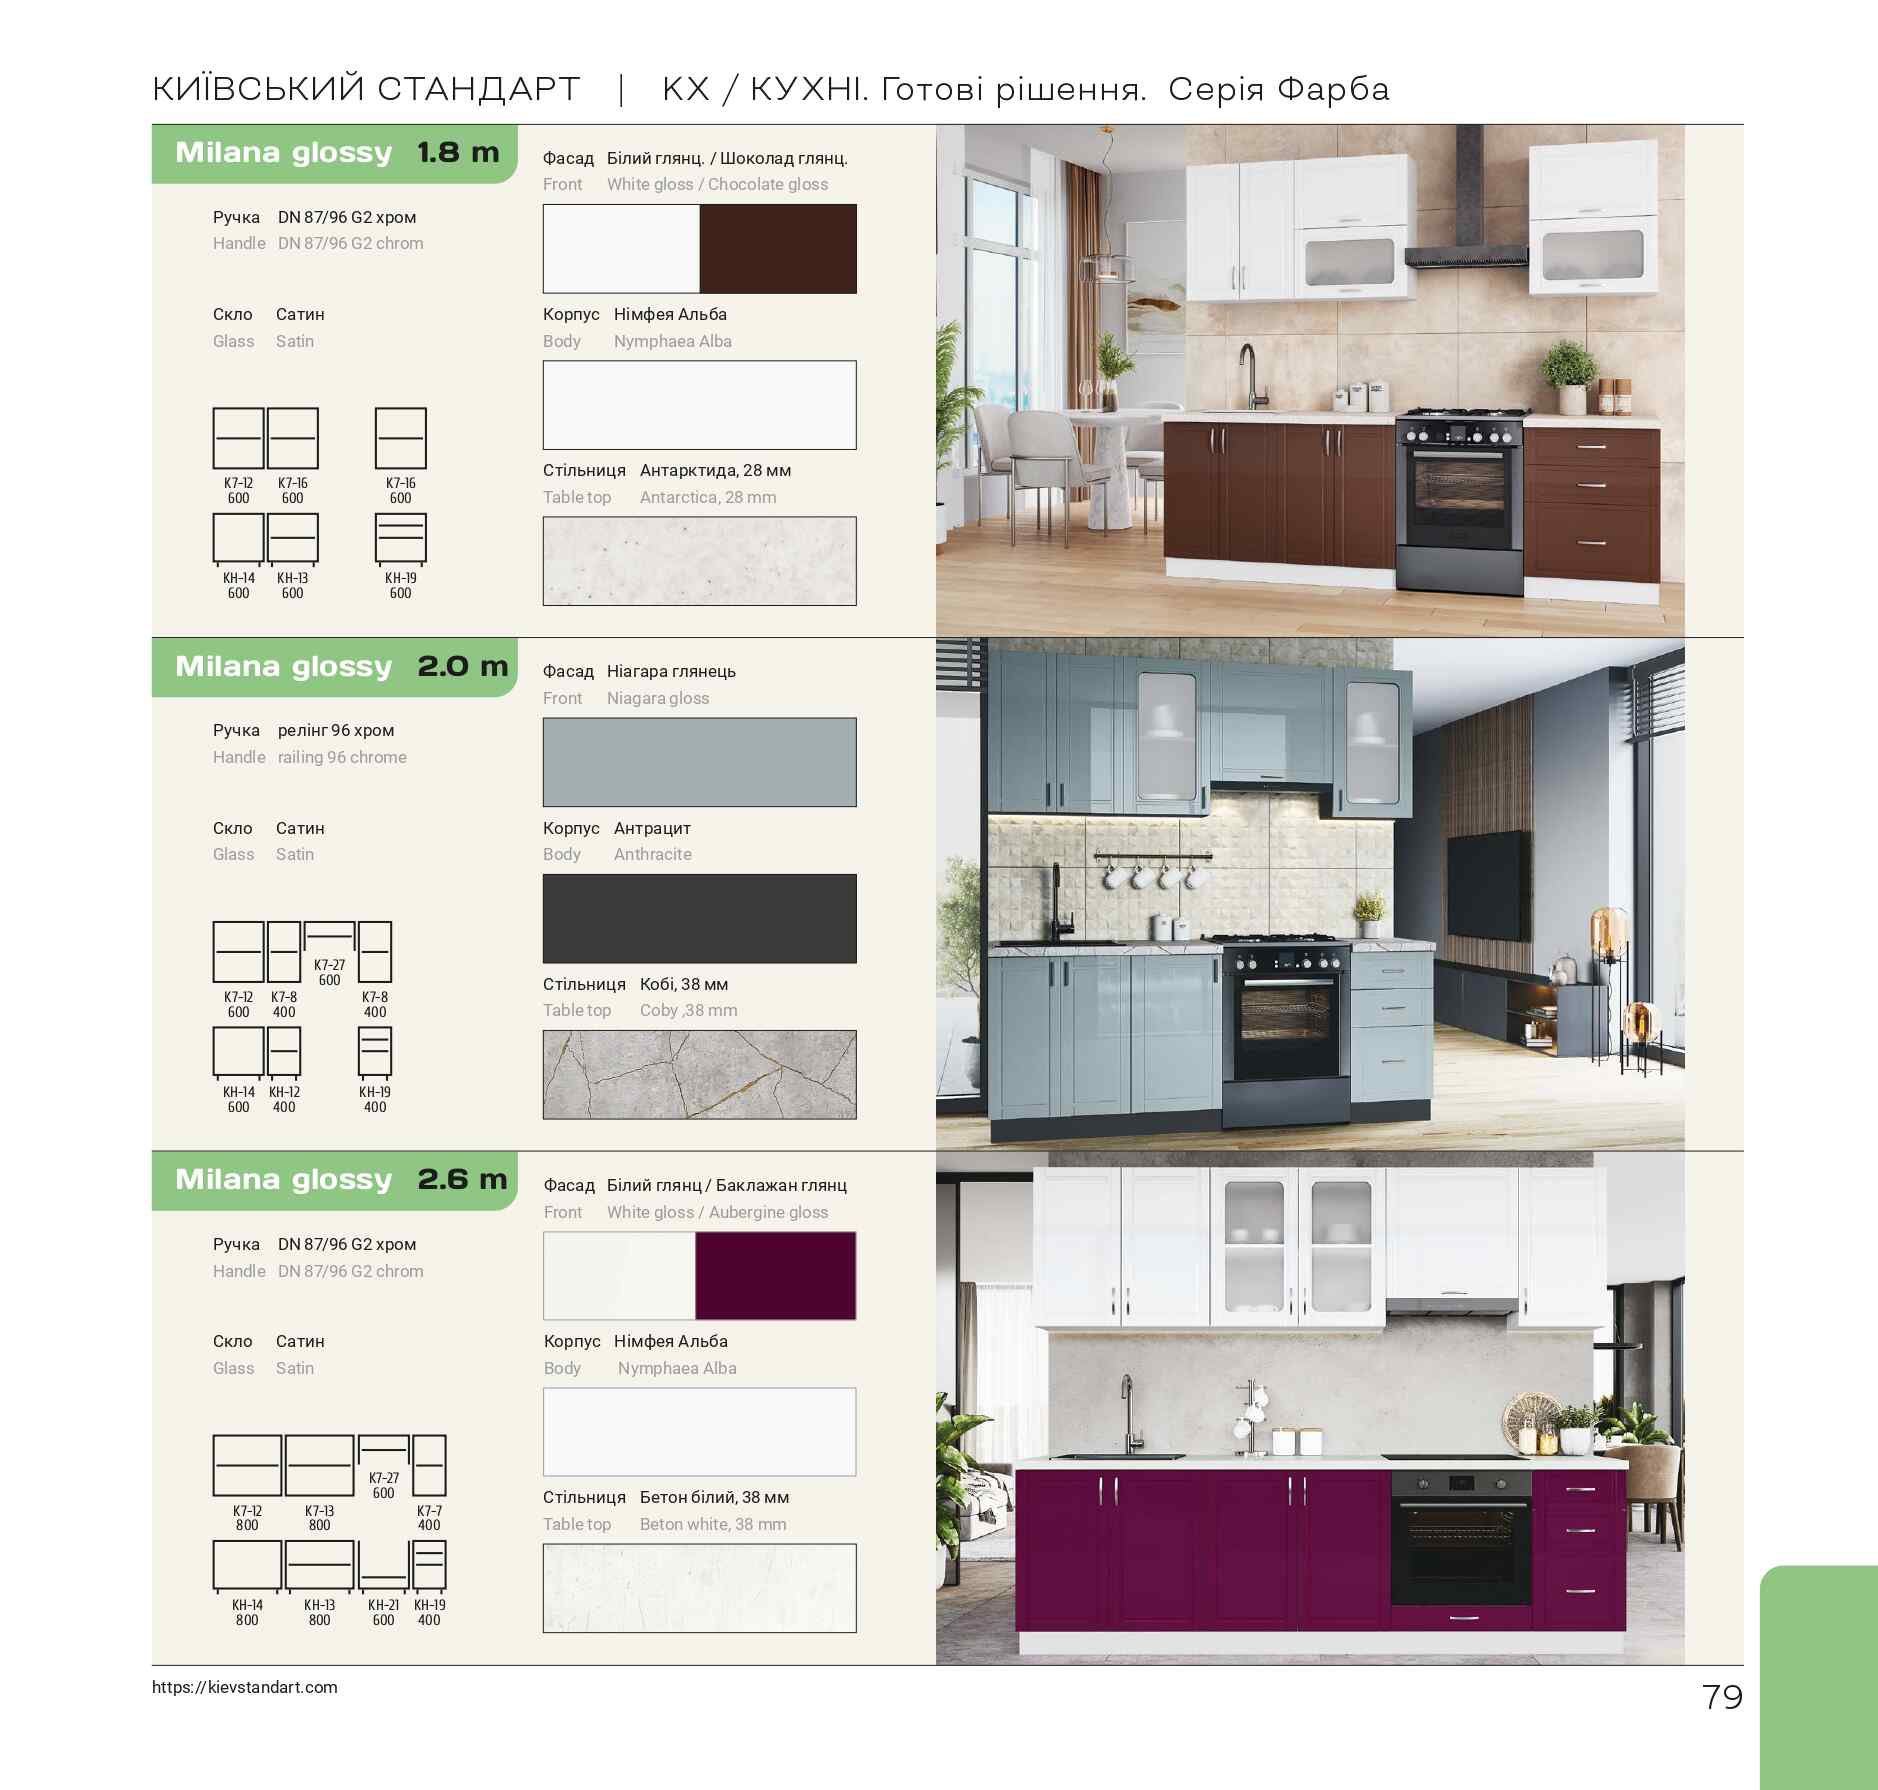 КИЇВСЬКИЙ СТАНДАРТ | КХ / КУХНІ. Готові рішення. Серія Фарба
Milana glossy 1.8 m
Ручка DN 87/96 G2 хром
Handle DN 87/96 G2 chrom
Скло Сатин
Glass Satin
К7-12 К7-16 К7-16
600 600 600
КН-14 КН-13 КН-19
600 600 600
Фасад Білий глянц. / Шоколад глянц.
Front White gloss / Chocolate gloss
Корпус Німфея Альба
Body Nymphaea Alba
Стільниця Антарктида, 28 мм
Table top Antarctica, 28 mm
Milana glossy 2.0 m
Ручка релінг 96 хром
Handle railing 96 chrome
Скло Сатин
Glass Satin
К7-27
600
К7-12 К7-8 К7-8
600 400 400
КН-14 КН-12 КН-19
600 400 400
Фасад Ніагара глянець
Front Niagara gloss
Корпус Антрацит
Body Anthracite
Стільниця Кобі, 38 мм
Table top Coby ,38 mm
Milana glossy 2.6 m
Ручка DN 87/96 G2 хром
Handle DN 87/96 G2 chrom
Скло Сатин
Glass Satin
К7-27
600
К7-12 К7-13 К7-7
800 800 400
КН-14 КН-13 КН-21 КН-19
800 800 600 400
Фасад Білий глянц / Баклажан глянц
Front White gloss / Aubergine gloss
Корпус Німфея Альба
Body Nymphaea Alba
Стільниця Бетон білий, 38 мм
Table top Beton white, 38 mm
https://kievstandart.com
79